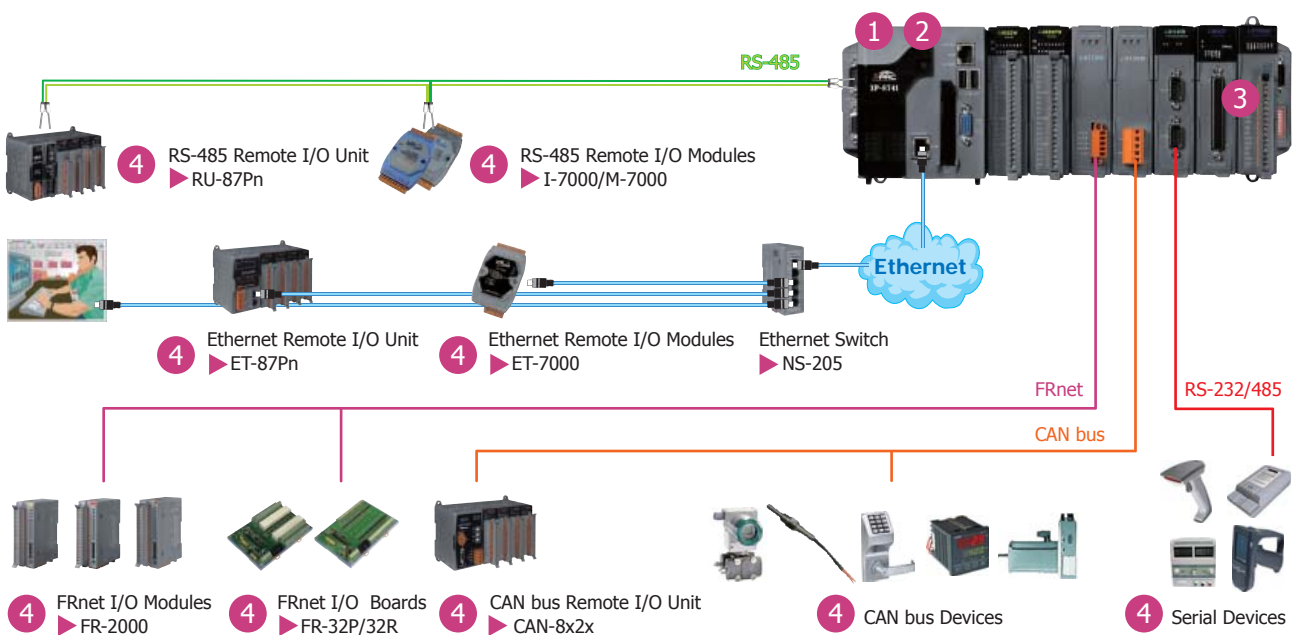 1
2
RS-485
XP-8741
3
4
RS-485 Remote I/O Unit
▶ RU-87Pn
4
RS-485 Remote I/O Modules
▶ I-7000/M-7000
Ethernet
4
Ethernet Remote I/O Unit
▶ ET-87Pn
4
Ethernet Remote I/O Modules
▶ ET-7000
Ethernet Switch
▶ NS-205
FRnet
RS-232/485
CAN bus
4
FRnet I/O Modules
▶ FR-2000
4
FRnet I/O Boards
▶ FR-32P/32R
4
CAN bus Remote I/O Unit
▶ CAN-8x2x
4
CAN bus Devices
4
Serial Devices